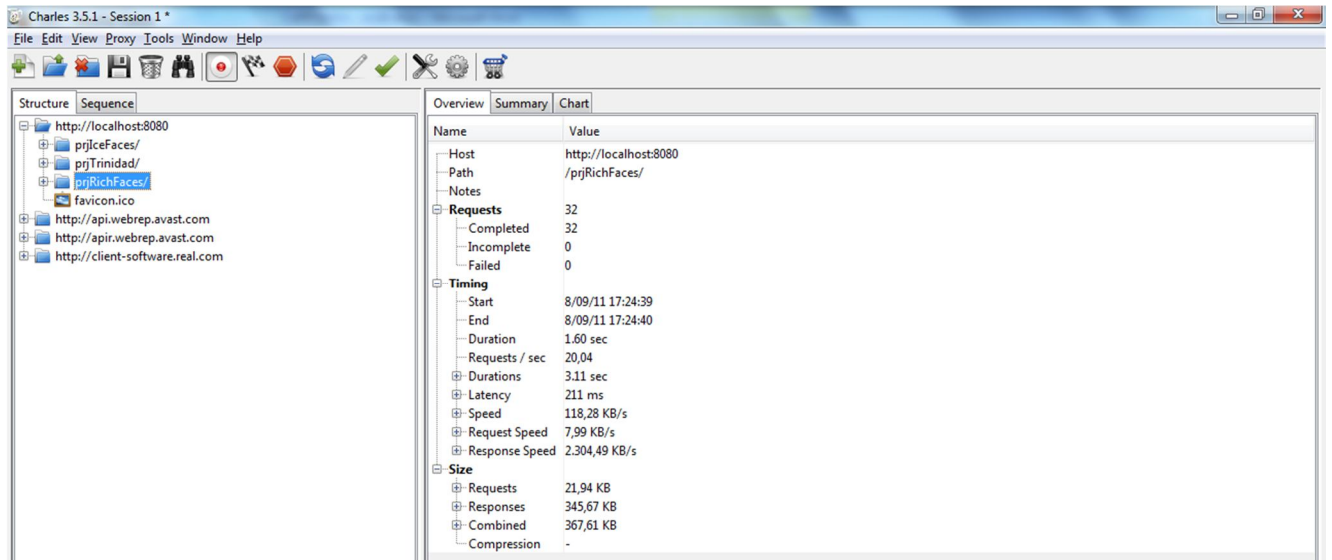 Charles 3.5.1 - Session 1 *
File Edit View Proxy Tools Window Help
Structure Sequence
http://localhost:8080
prjIceFaces/
prjTrinidad/
prjRichFaces/
favicon.ico
http://api.webrep.avast.com
http://apir.webrep.avast.com
http://client-software.real.com
Overview Summary Chart
Name Value
Host http://localhost:8080
Path /prjRichFaces/
Notes
Requests 32
Completed 32
Incomplete 0
Failed 0
Timing
Start 8/09/11 17:24:39
End 8/09/11 17:24:40
Duration 1.60 sec
Requests / sec 20,04
Durations 3.11 sec
Latency 211 ms
Speed 118,28 KB/s
Request Speed 7,99 KB/s
Response Speed 2.304,49 KB/s
Size
Requests 21,94 KB
Responses 345,67 KB
Combined 367,61 KB
Compression -